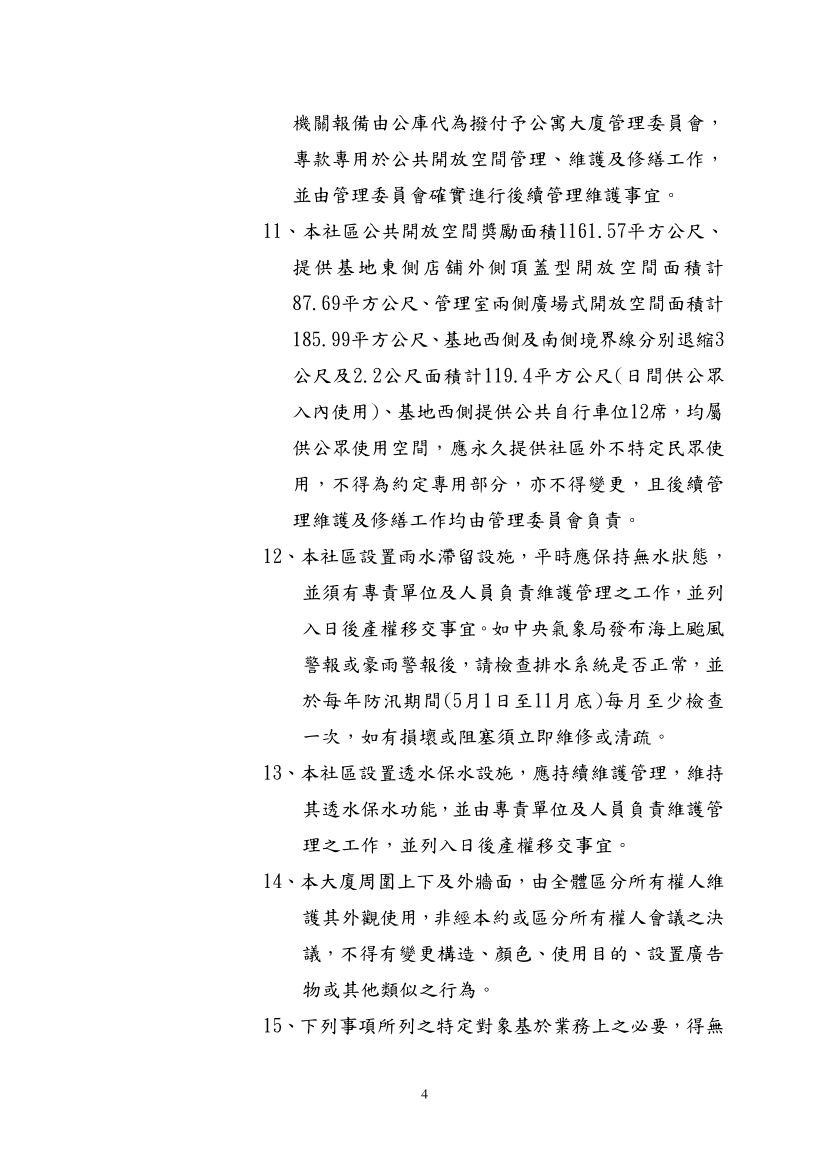 機關報備由公庫代為撥付予公寓大廈管理委員會，
專款專用於公共開放空間管理、維護及修繕工作，
並由管理委員會確實進行後續管理維護事宜。
11、本社區公共開放空間獎勵面積1161.57平方公尺、
提供基地東側店舖外側頂蓋型開放空間面積計
87.69平方公尺、管理室兩側廣場式開放空間面積計
185.99平方公尺、基地西側及南側境界線分別退縮3
公尺及2.2公尺面積計119.4平方公尺(日間供公眾
入內使用)、基地西側提供公共自行車位12席，均屬
供公眾使用空間，應永久提供社區外不特定民眾使
用，不得為約定專用部分，亦不得變更，且後續管
理維護及修繕工作均由管理委員會負責。
12、本社區設置雨水滯留設施，平時應保持無水狀態，
並須有專責單位及人員負責維護管理之工作，並列
入日後產權移交事宜。如中央氣象局發布海上颱風
警報或豪雨警報後，請檢查排水系統是否正常，並
於每年防汛期間(5月1日至11月底)每月至少檢查
一次，如有損壞或阻塞須立即維修或清疏。
13、本社區設置透水保水設施，應持續維護管理，維持
其透水保水功能，並由專責單位及人員負責維護管
理之工作，並列入日後產權移交事宜。
14、本大廈周圍上下及外牆面，由全體區分所有權人維
護其外觀使用，非經本約或區分所有權人會議之決
議，不得有變更構造、顏色、使用目的、設置廣告
物或其他類似之行為。
15、下列事項所列之特定對象基於業務上之必要，得無
4